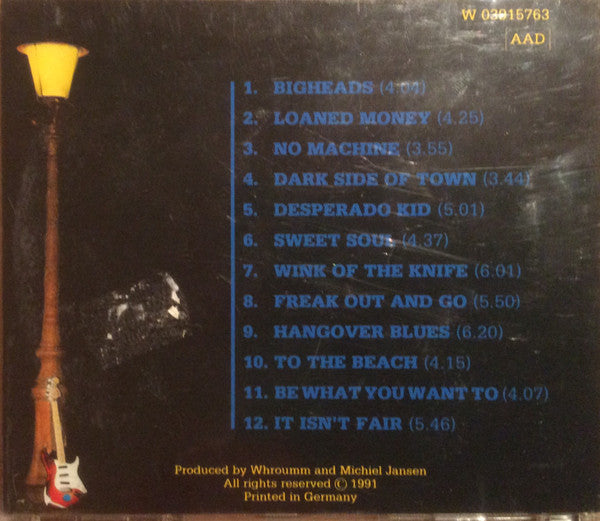 W 03915763
AAD
1. BIGHEADS (4.04)
2. LOANED MONEY (4.25)
3. NO MACHINE (3.55)
4. DARK SIDE OF TOWN (3.44)
5. DESPERADO KID (5.01)
6. SWEET SOUL (4.37)
7. WINK OF THE KNIFE (6.01)
8. FREAK OUT AND GO (5.50)
9. HANGOVER BLUES (6.20)
10. TO THE BEACH (4.15)
11. BE WHAT YOU WANT TO (4.07)
12. IT ISN'T FAIR (5.46)
Produced by Whroumm and Michiel Jansen
All rights reserved © 1991
Printed in Germany